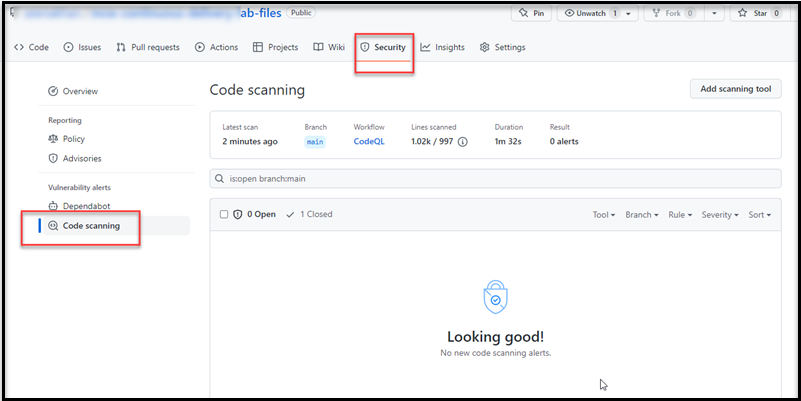 ab-files Public Pin Unwatch 1 Fork 0 Star 0
Code Issues Pull requests Actions Projects Wiki Security Insights Settings
Overview
Reporting
Policy
Advisories
Vulnerability alerts
Dependabot
Code scanning
Code scanning Add scanning tool
Latest scan Branch Workflow Lines scanned Duration Result
2 minutes ago main CodeQL 1.02k / 997 1m 32s 0 alerts
is:open branch:main
0 Open 1 Closed Tool Branch Rule Severity Sort
Looking good!
No new code scanning alerts.